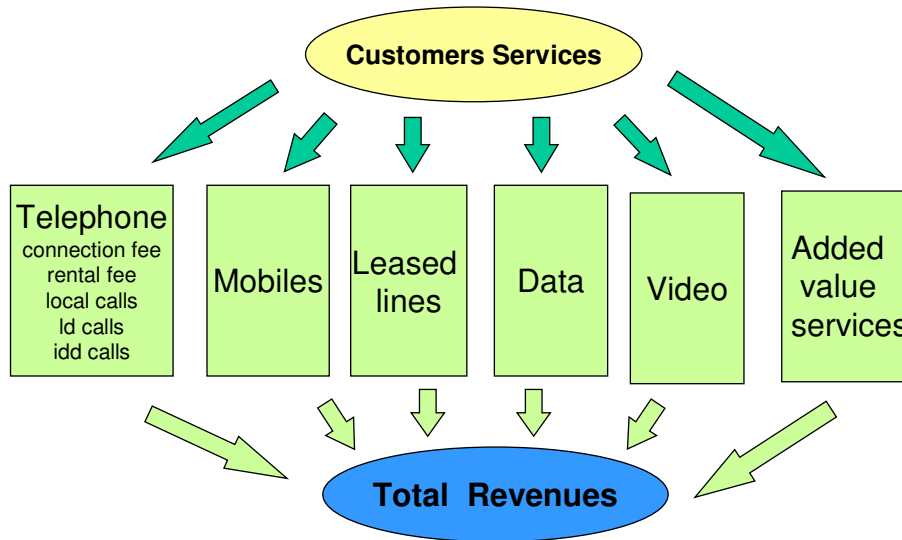 Customers Services
Telephone
connection fee
rental fee
local calls
ld calls
idd calls
Mobiles
Leased
lines
Data
Video
Added
value
services
Total Revenues